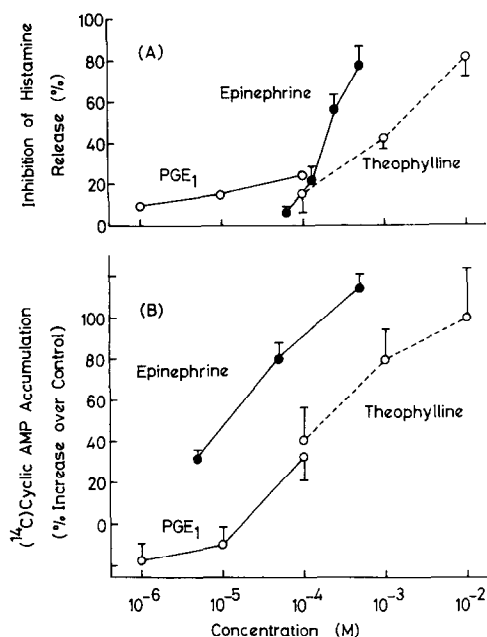 (A)
Inhibition of Histamine
Release (%)
80
60
40
20
0
Epinephrine
Theophylline
PGE₁
(B)
(¹⁴C)Cyclic AMP Accumulation
(% Increase over Control)
100
80
60
40
20
0
Epinephrine
Theophylline
PGE₁
10⁻⁶ 10⁻⁵ 10⁻⁴ 10⁻³ 10⁻²
Concentration (M)